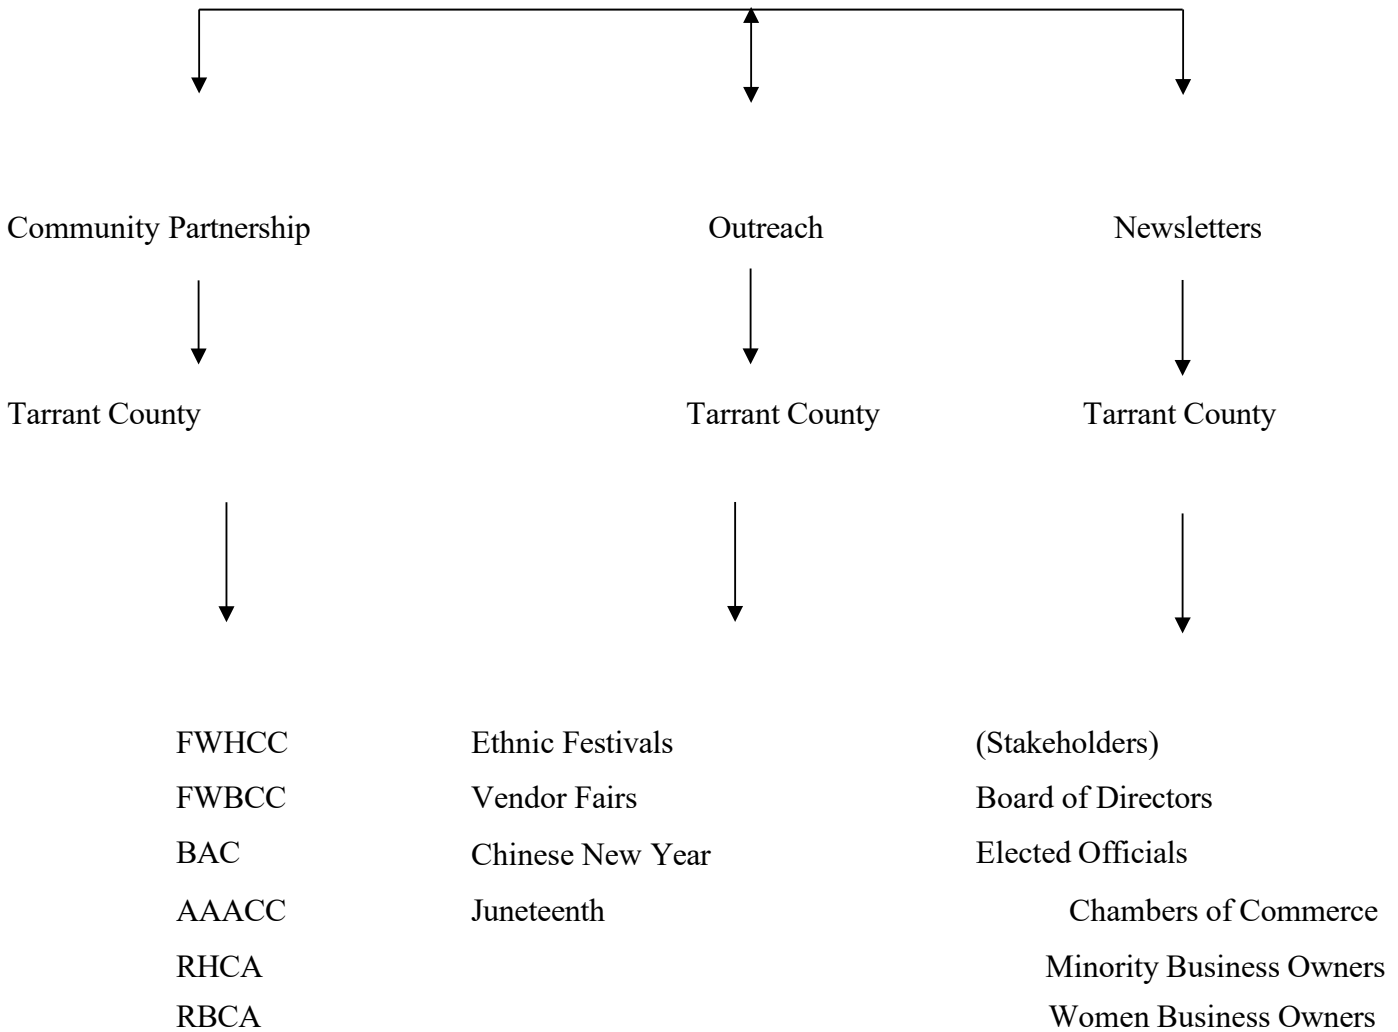 Community Partnership Outreach Newsletters
Tarrant County Tarrant County Tarrant County
FWHCC Ethnic Festivals (Stakeholders)
FWBCC Vendor Fairs Board of Directors
BAC Chinese New Year Elected Officials
AAACC Juneteenth Chambers of Commerce
RHCA Minority Business Owners
RBCA Women Business Owners